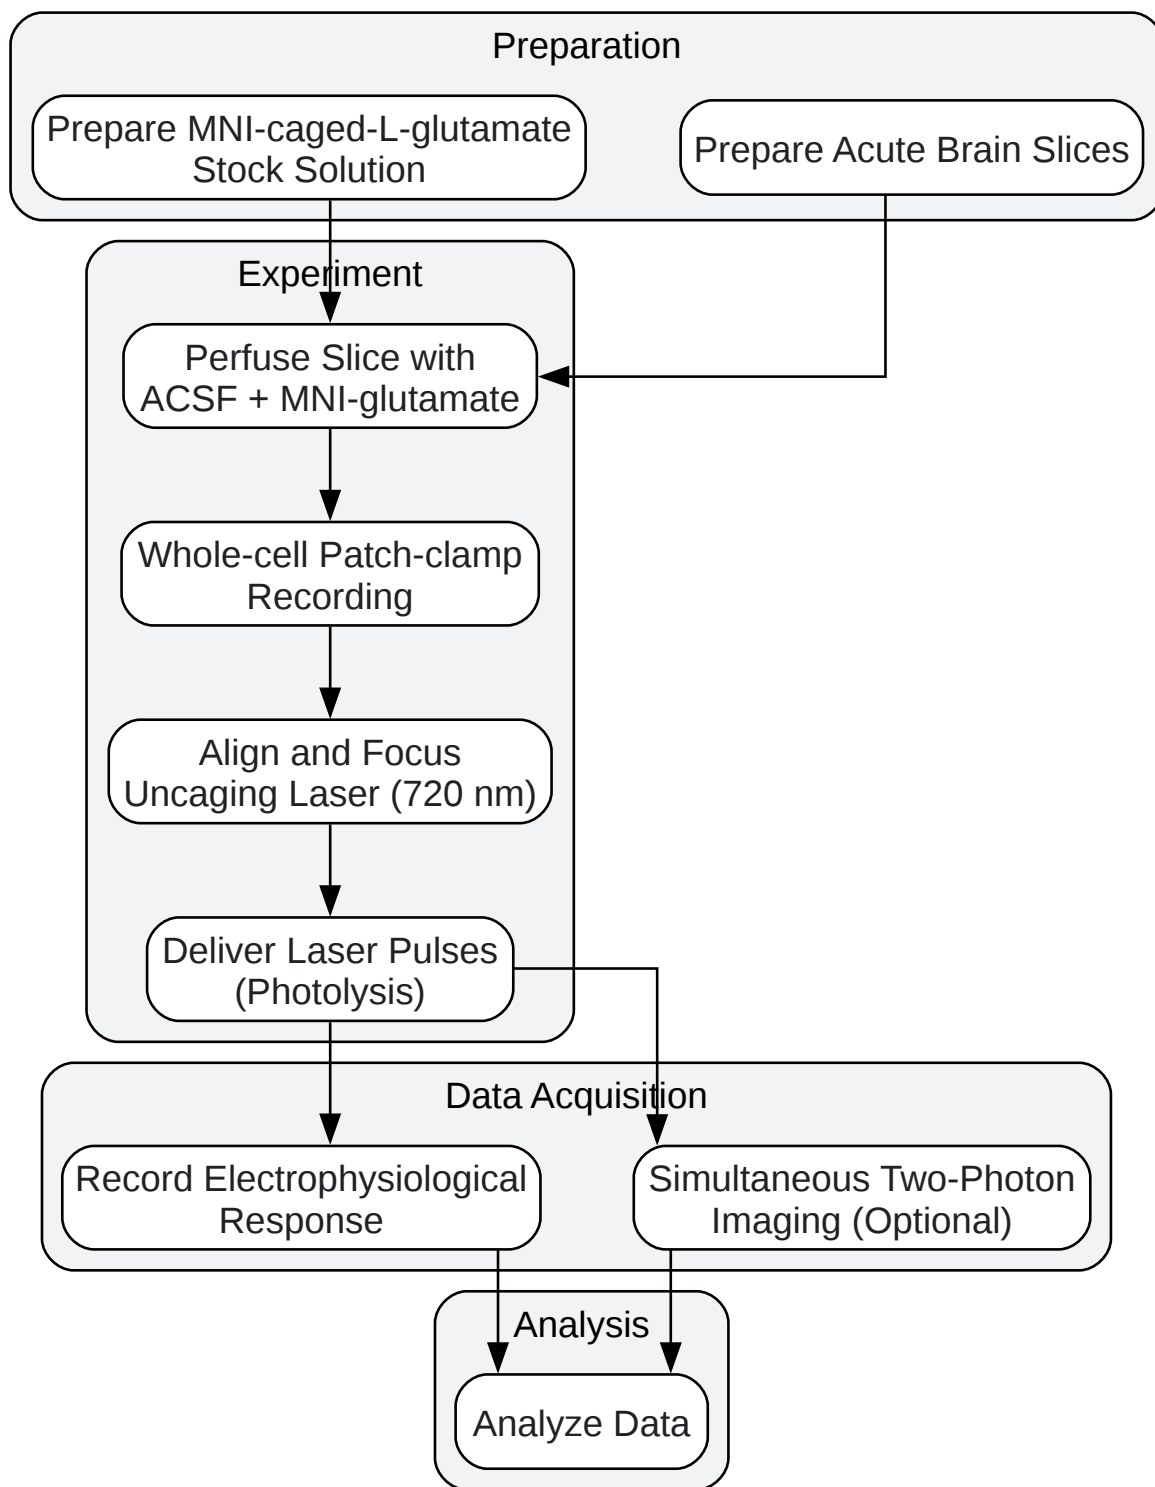 Preparation
Prepare MNI-caged-L-glutamate
Stock Solution
Prepare Acute Brain Slices
Experiment
Perfuse Slice with
ACSF + MNI-glutamate
Whole-cell Patch-clamp
Recording
Align and Focus
Uncaging Laser (720 nm)
Deliver Laser Pulses
(Photolysis)
Data Acquisition
Record Electrophysiological
Response
Simultaneous Two-Photon
Imaging (Optional)
Analysis
Analyze Data